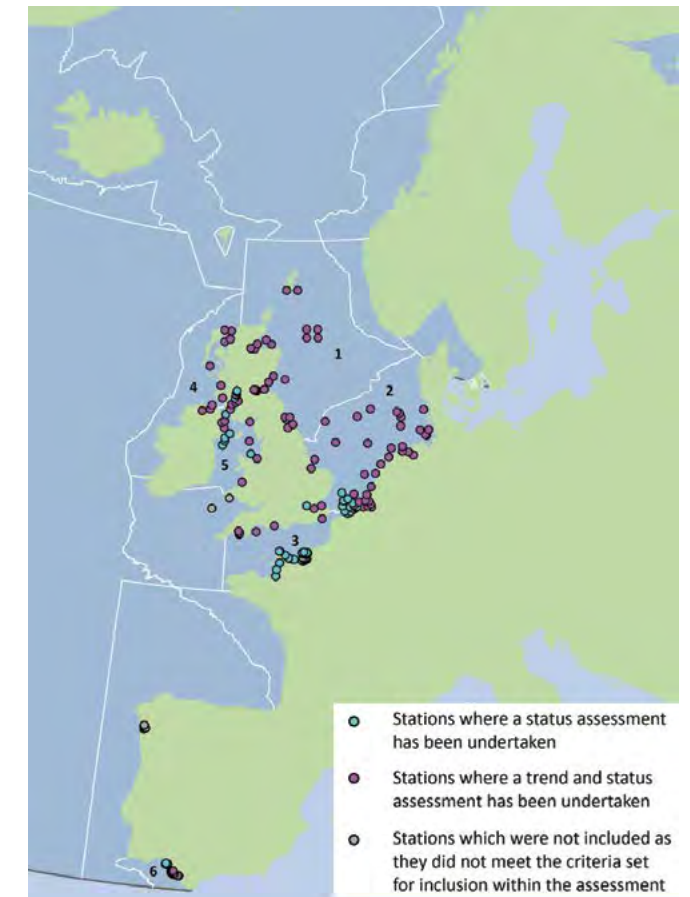 1
2
4
5
3
6
Stations where a status assessment
has been undertaken
Stations where a trend and status
assessment has been undertaken
Stations which were not included as
they did not meet the criteria set
for inclusion within the assessment